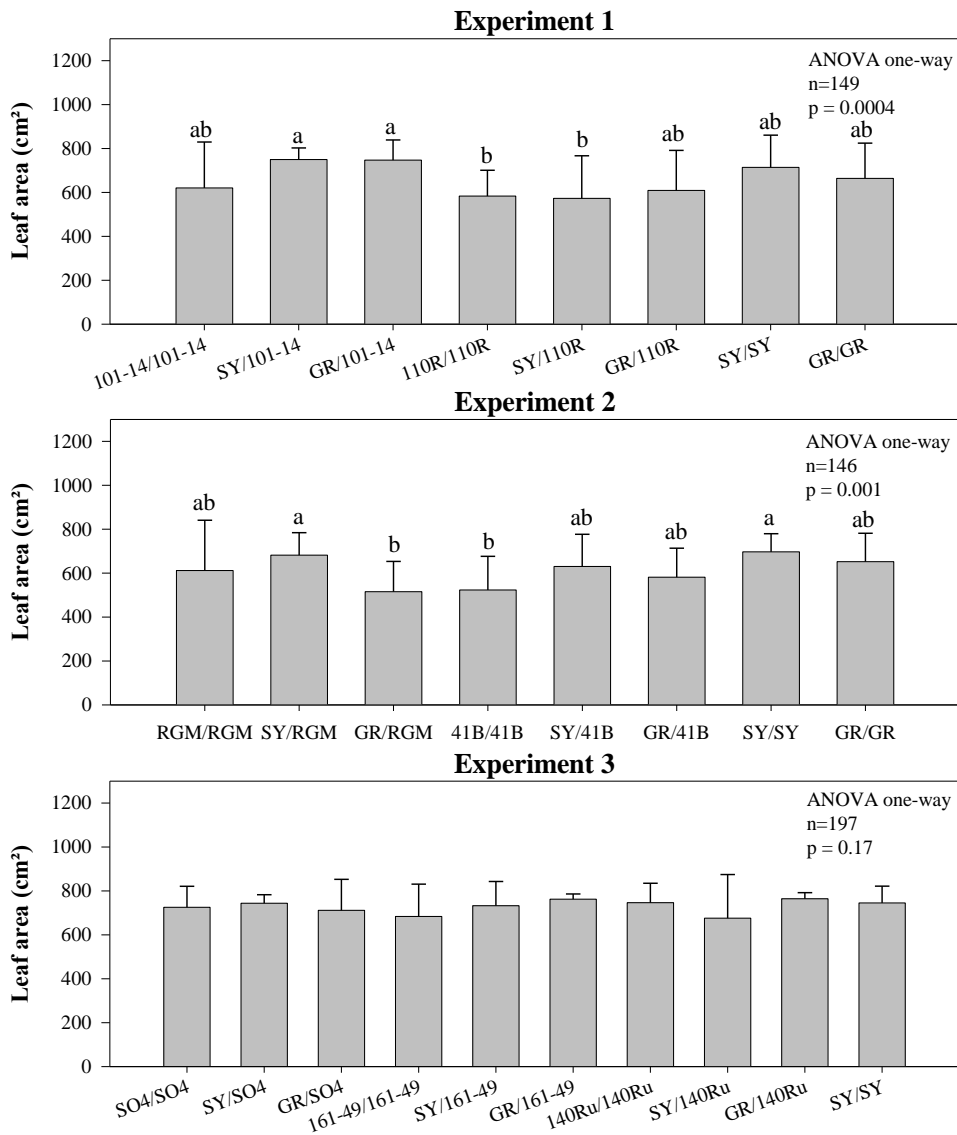 Experiment 1
Leaf area (cm²)
1200
1000
800
600
400
200
0
ANOVA one-way
n=149
p = 0.0004
ab
a
a
b
b
ab
ab
ab
101-14/101-14
SY/101-14
GR/101-14
110R/110R
SY/110R
GR/110R
SY/SY
GR/GR
Experiment 2
Leaf area (cm²)
1200
1000
800
600
400
200
0
ANOVA one-way
n=146
p = 0.001
ab
a
b
b
ab
ab
a
ab
RGM/RGM
SY/RGM
GR/RGM
41B/41B
SY/41B
GR/41B
SY/SY
GR/GR
Experiment 3
Leaf area (cm²)
1200
1000
800
600
400
200
0
ANOVA one-way
n=197
p = 0.17
SO4/SO4
SY/SO4
GR/SO4
161-49/161-49
SY/161-49
GR/161-49
140Ru/140Ru
SY/140Ru
GR/140Ru
SY/SY